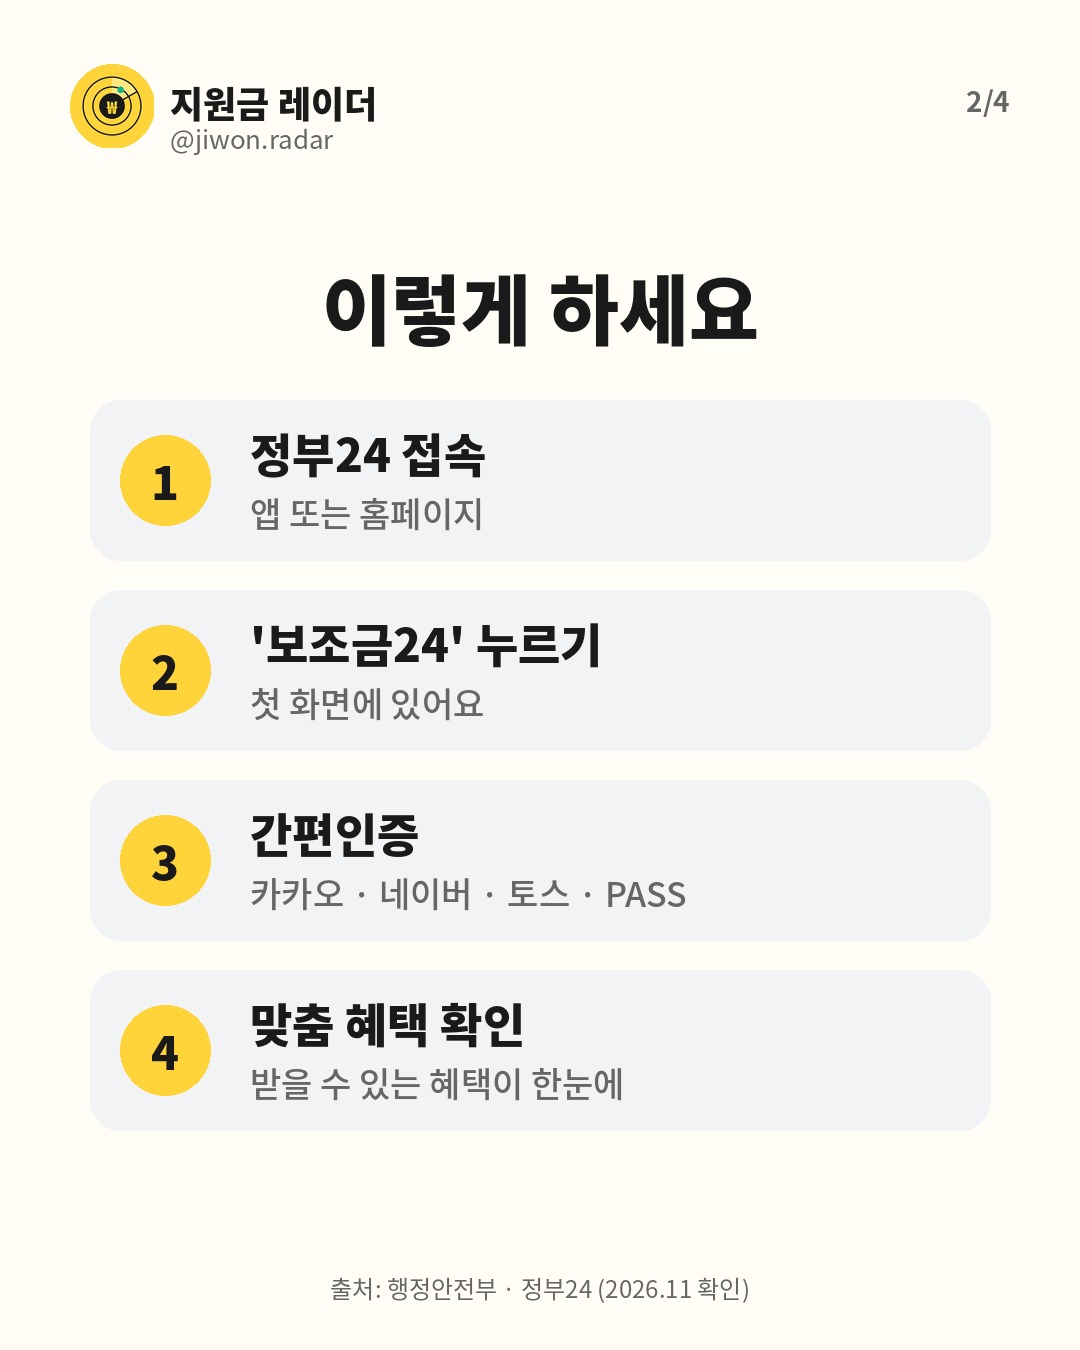 지원금 레이더
@jiwon.radar
2/4
이렇게 하세요
1
정부24 접속
앱 또는 홈페이지
2
'보조금24' 누르기
첫 화면에 있어요
3
간편인증
카카오 · 네이버 · 토스 · PASS
4
맞춤 혜택 확인
받을 수 있는 혜택이 한눈에
출처: 행정안전부 · 정부24 (2026.11 확인)